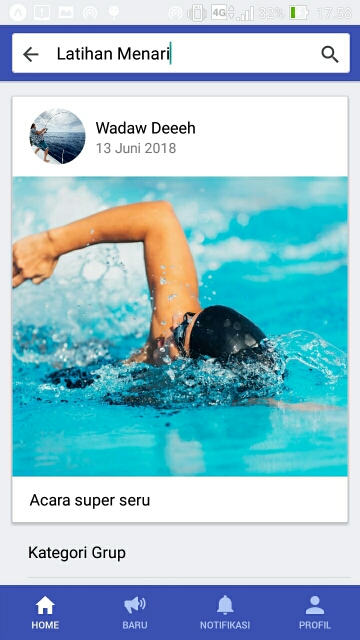 4G 32% 17.58
Latihan Menari
Wadaw Deeeh
13 Juni 2018
Acara super seru
Kategori Grup
HOME BARU NOTIFIKASI PROFIL